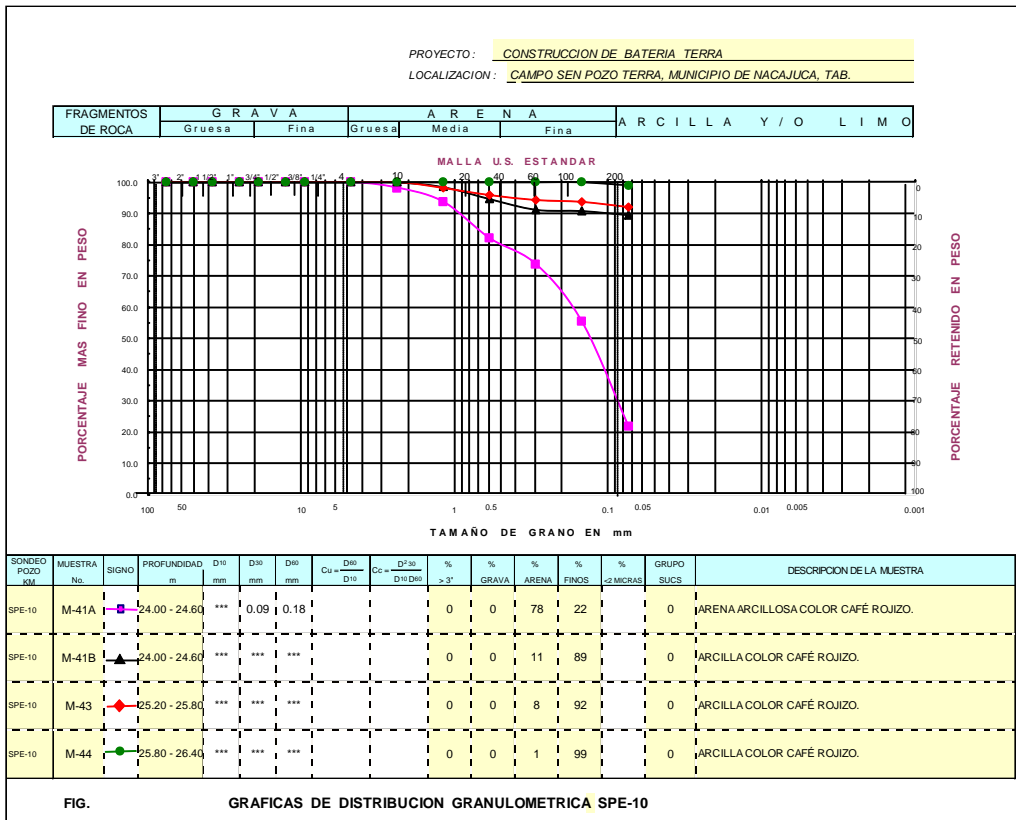 PROYECTO : CONSTRUCCION DE BATERIA TERRA
LOCALIZACION : CAMPO SEN POZO TERRA, MUNICIPIO DE NACAJUCA, TAB.
FRAGMENTOS DE ROCA
G R A V A
Gruesa Fina
A R E N A
Gruesa Media Fina
A R C I L L A Y / O L I M O
MALLA U.S. ESTANDAR
3" 2" 1 1/2" 1" 3/4" 1/2" 3/8" 1/4" 4 10 20 40 60 100 200
PORCENTAJE MAS FINO EN PESO
100.0
90.0
80.0
70.0
60.0
50.0
40.0
30.0
20.0
10.0
0.0
0
10
20
30
40
50
60
70
80
90
100
PORCENTAJE RETENIDO EN PESO
100 50 10 5 1 0.5 0.1 0.05 0.01 0.005 0.001
TAMAÑO DE GRANO EN mm
SONDEO POZO KM
MUESTRA No.
SIGNO
PROFUNDIDAD m
D10 mm
D30 mm
D60 mm
Cu = D60 / D10
Cc = D²30 / D10 D60
% > 3"
% GRAVA
% ARENA
% FINOS
% <2 MICRAS
GRUPO SUCS
DESCRIPCION DE LA MUESTRA
SPE-10 M-41A 24.00 - 24.60 *** 0.09 0.18 0 0 78 22 0 ARENA ARCILLOSA COLOR CAFÉ ROJIZO.
SPE-10 M-41B 24.00 - 24.60 *** *** *** 0 0 11 89 0 ARCILLA COLOR CAFÉ ROJIZO.
SPE-10 M-43 25.20 - 25.80 *** *** *** 0 0 8 92 0 ARCILLA COLOR CAFÉ ROJIZO.
SPE-10 M-44 25.80 - 26.40 *** *** *** 0 0 1 99 0 ARCILLA COLOR CAFÉ ROJIZO.
FIG. GRAFICAS DE DISTRIBUCION GRANULOMETRICA SPE-10